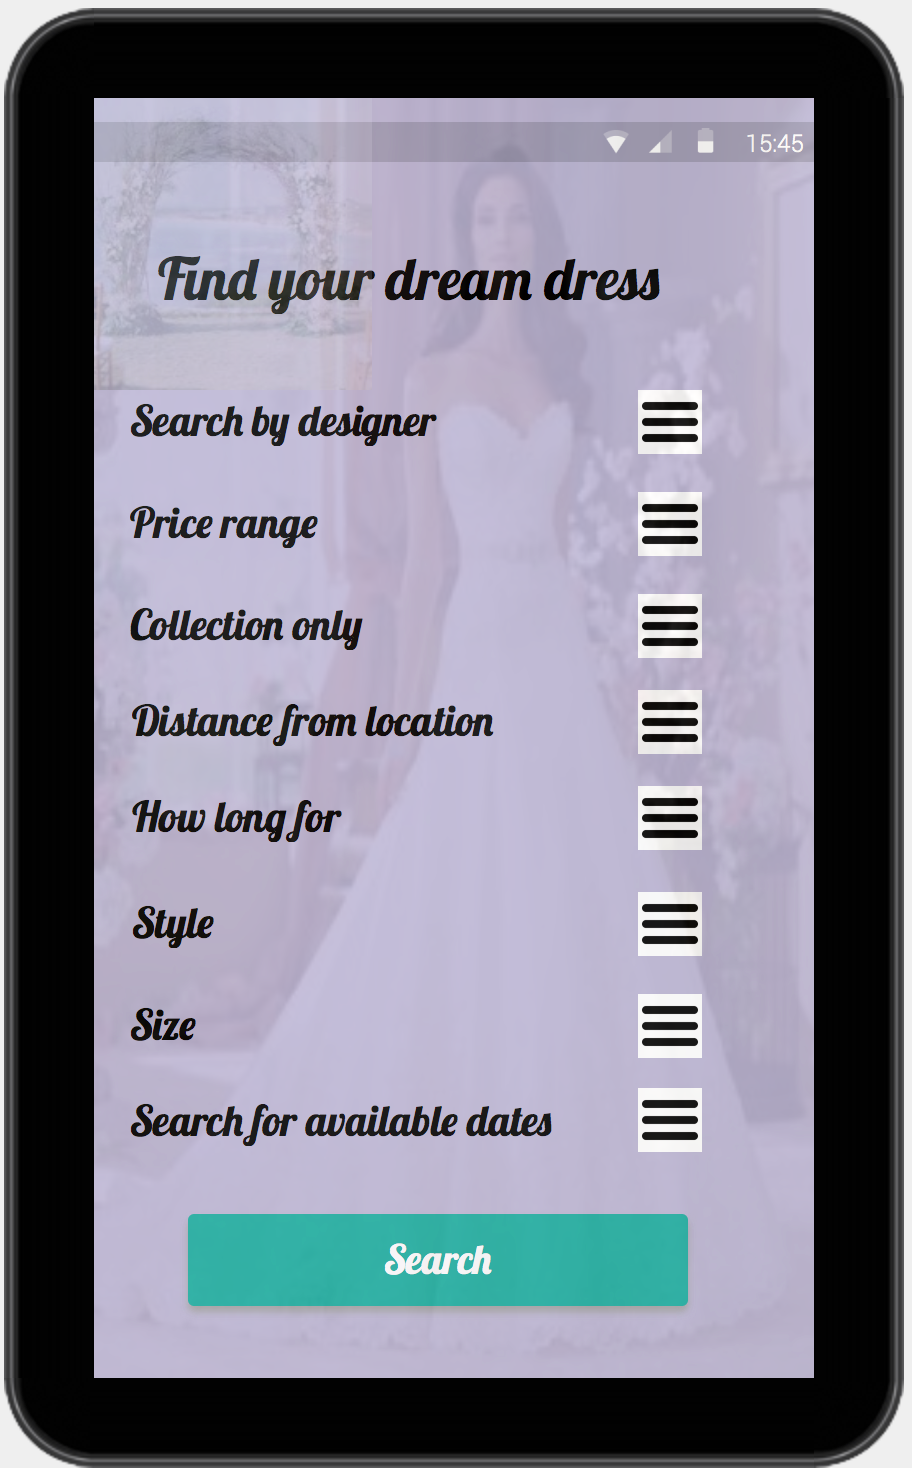 15:45
Find your dream dress
Search by designer
Price range
Collection only
Distance from location
How long for
Style
Size
Search for available dates
Search